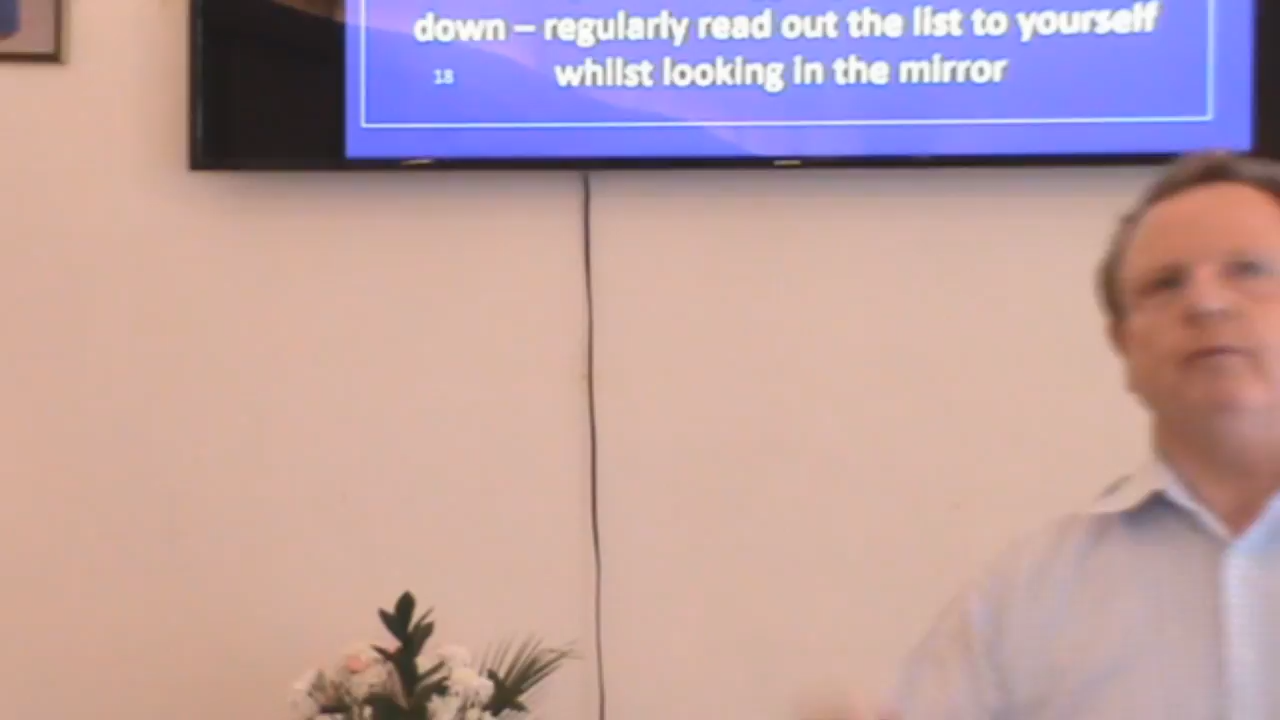 down – regularly read out the list to yourself
whilst looking in the mirror
18